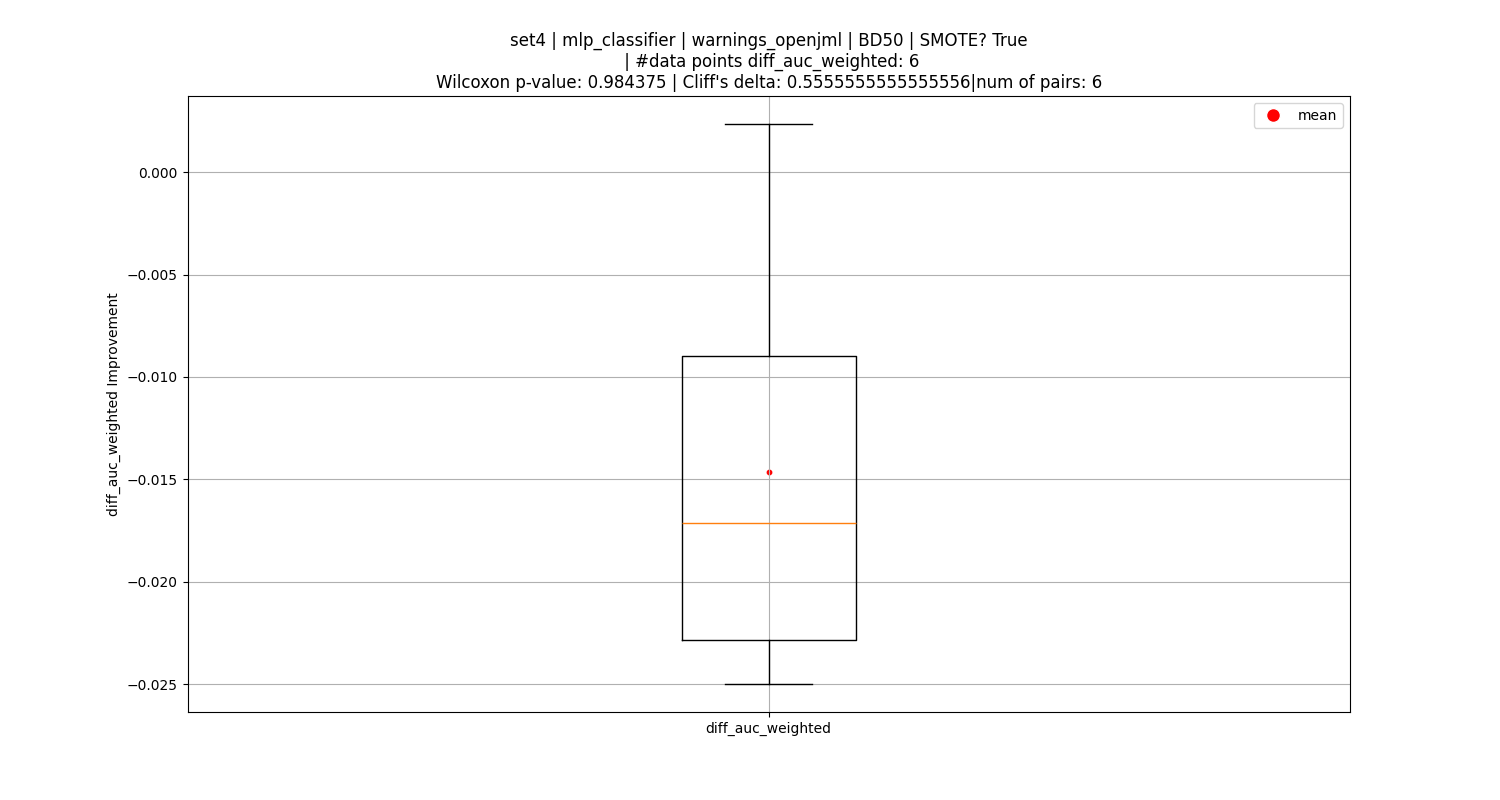 set4 | mlp_classifier | warnings_openjml | BD50 | SMOTE? True
| #data points diff_auc_weighted: 6
Wilcoxon p-value: 0.984375 | Cliff's delta: 0.5555555555555556|num of pairs: 6
mean
0.000
−0.005
−0.010
−0.015
−0.020
−0.025
diff_auc_weighted Improvement
diff_auc_weighted